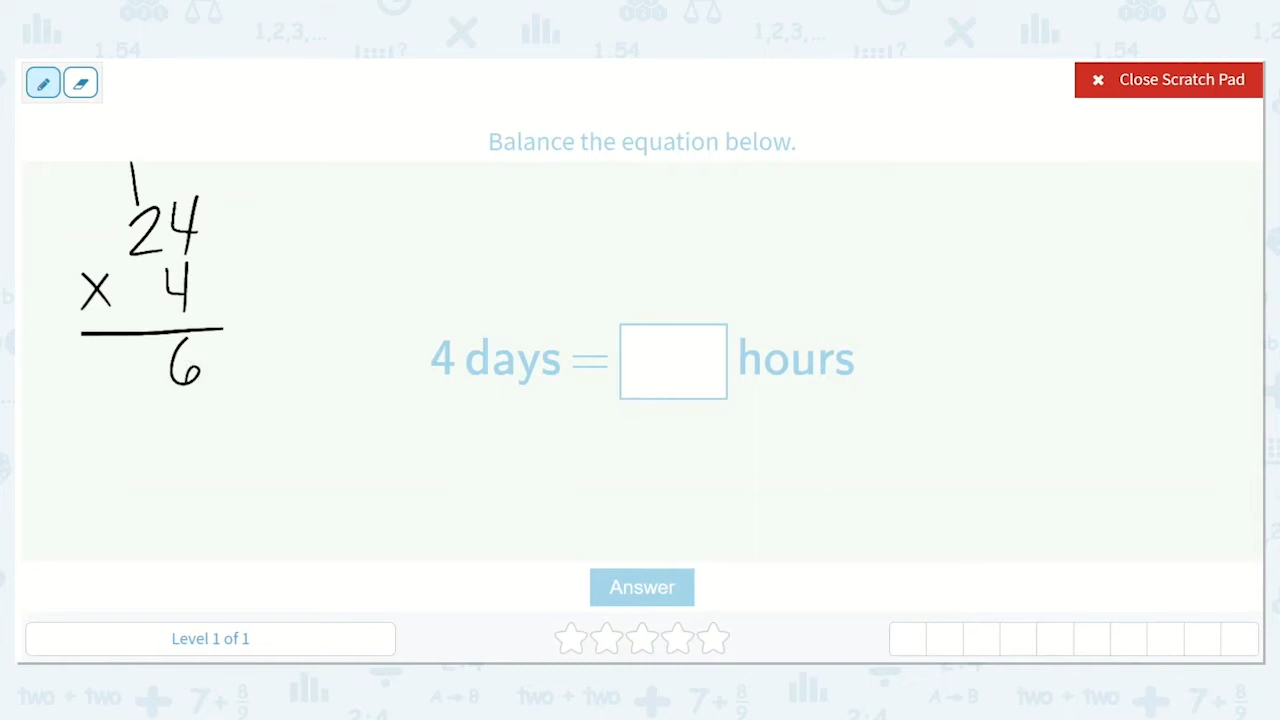 Close Scratch Pad
Balance the equation below.
1
24
x 4
6
4 days = hours
Answer
Level 1 of 1